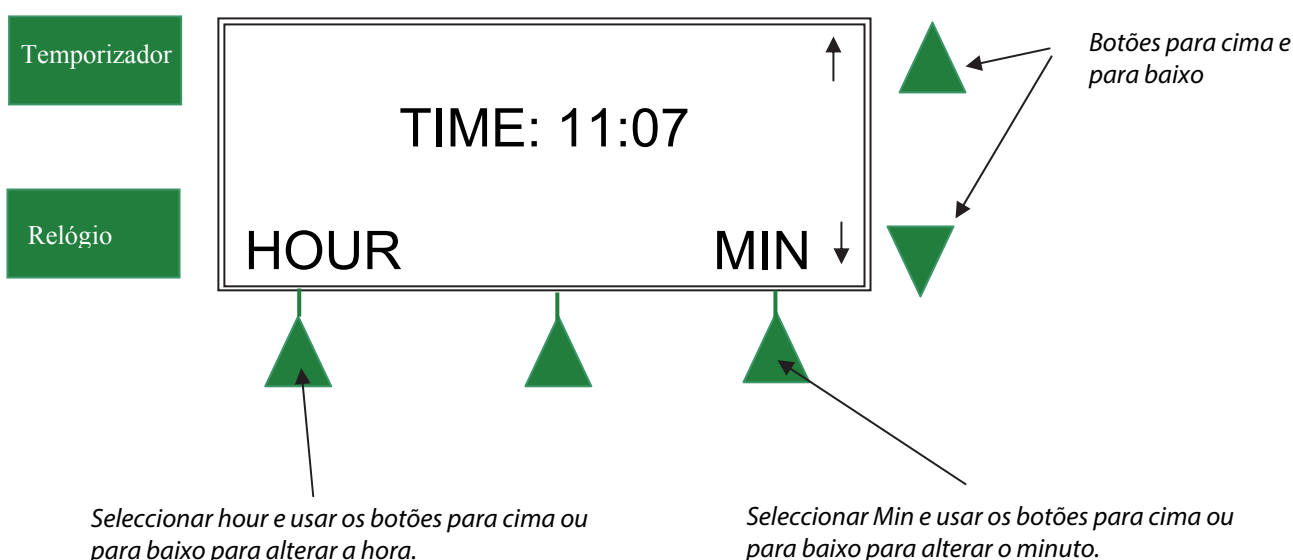 Temporizador
Botões para cima e
para baixo
TIME: 11:07
Relógio
HOUR
MIN
Seleccionar hour e usar os botões para cima ou
para baixo para alterar a hora.
Seleccionar Min e usar os botões para cima ou
para baixo para alterar o minuto.